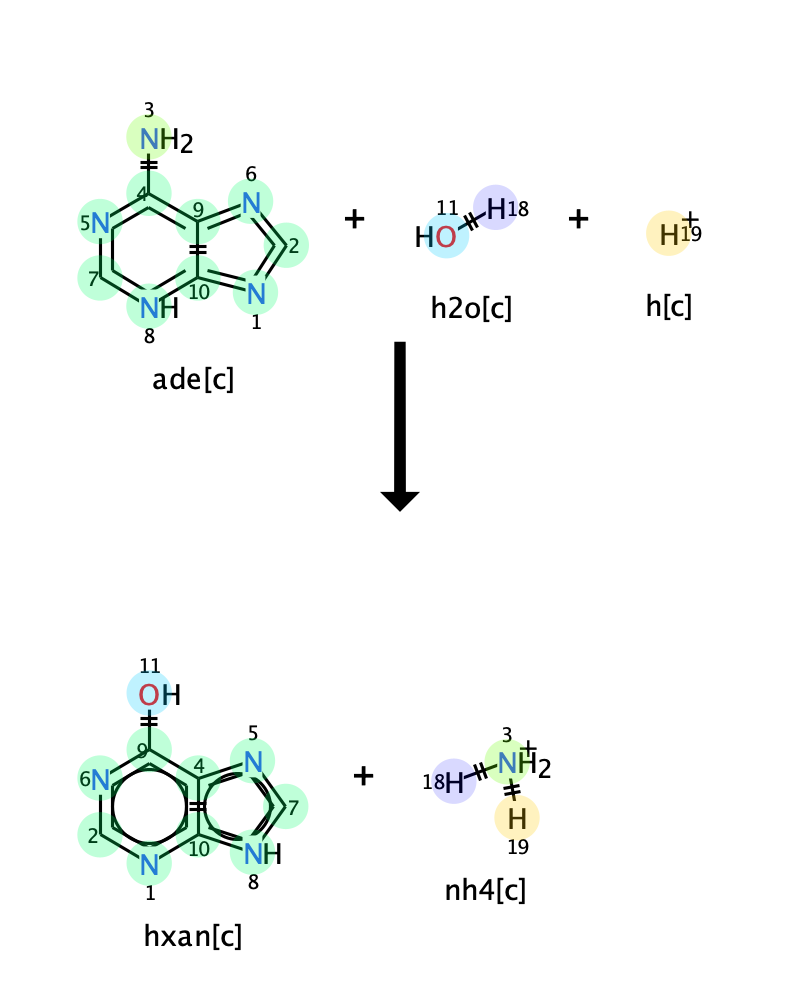 3
NH2
4
6
N
5N
9
2
7
10
N
NH
1
8
ade[c]
+
11
HO
H18
h2o[c]
+
H+
19
h[c]
11
OH
9
5
N
6N
4
7
2
10
N
NH
1
8
hxan[c]
+
3
NH2+
18H
H
19
nh4[c]